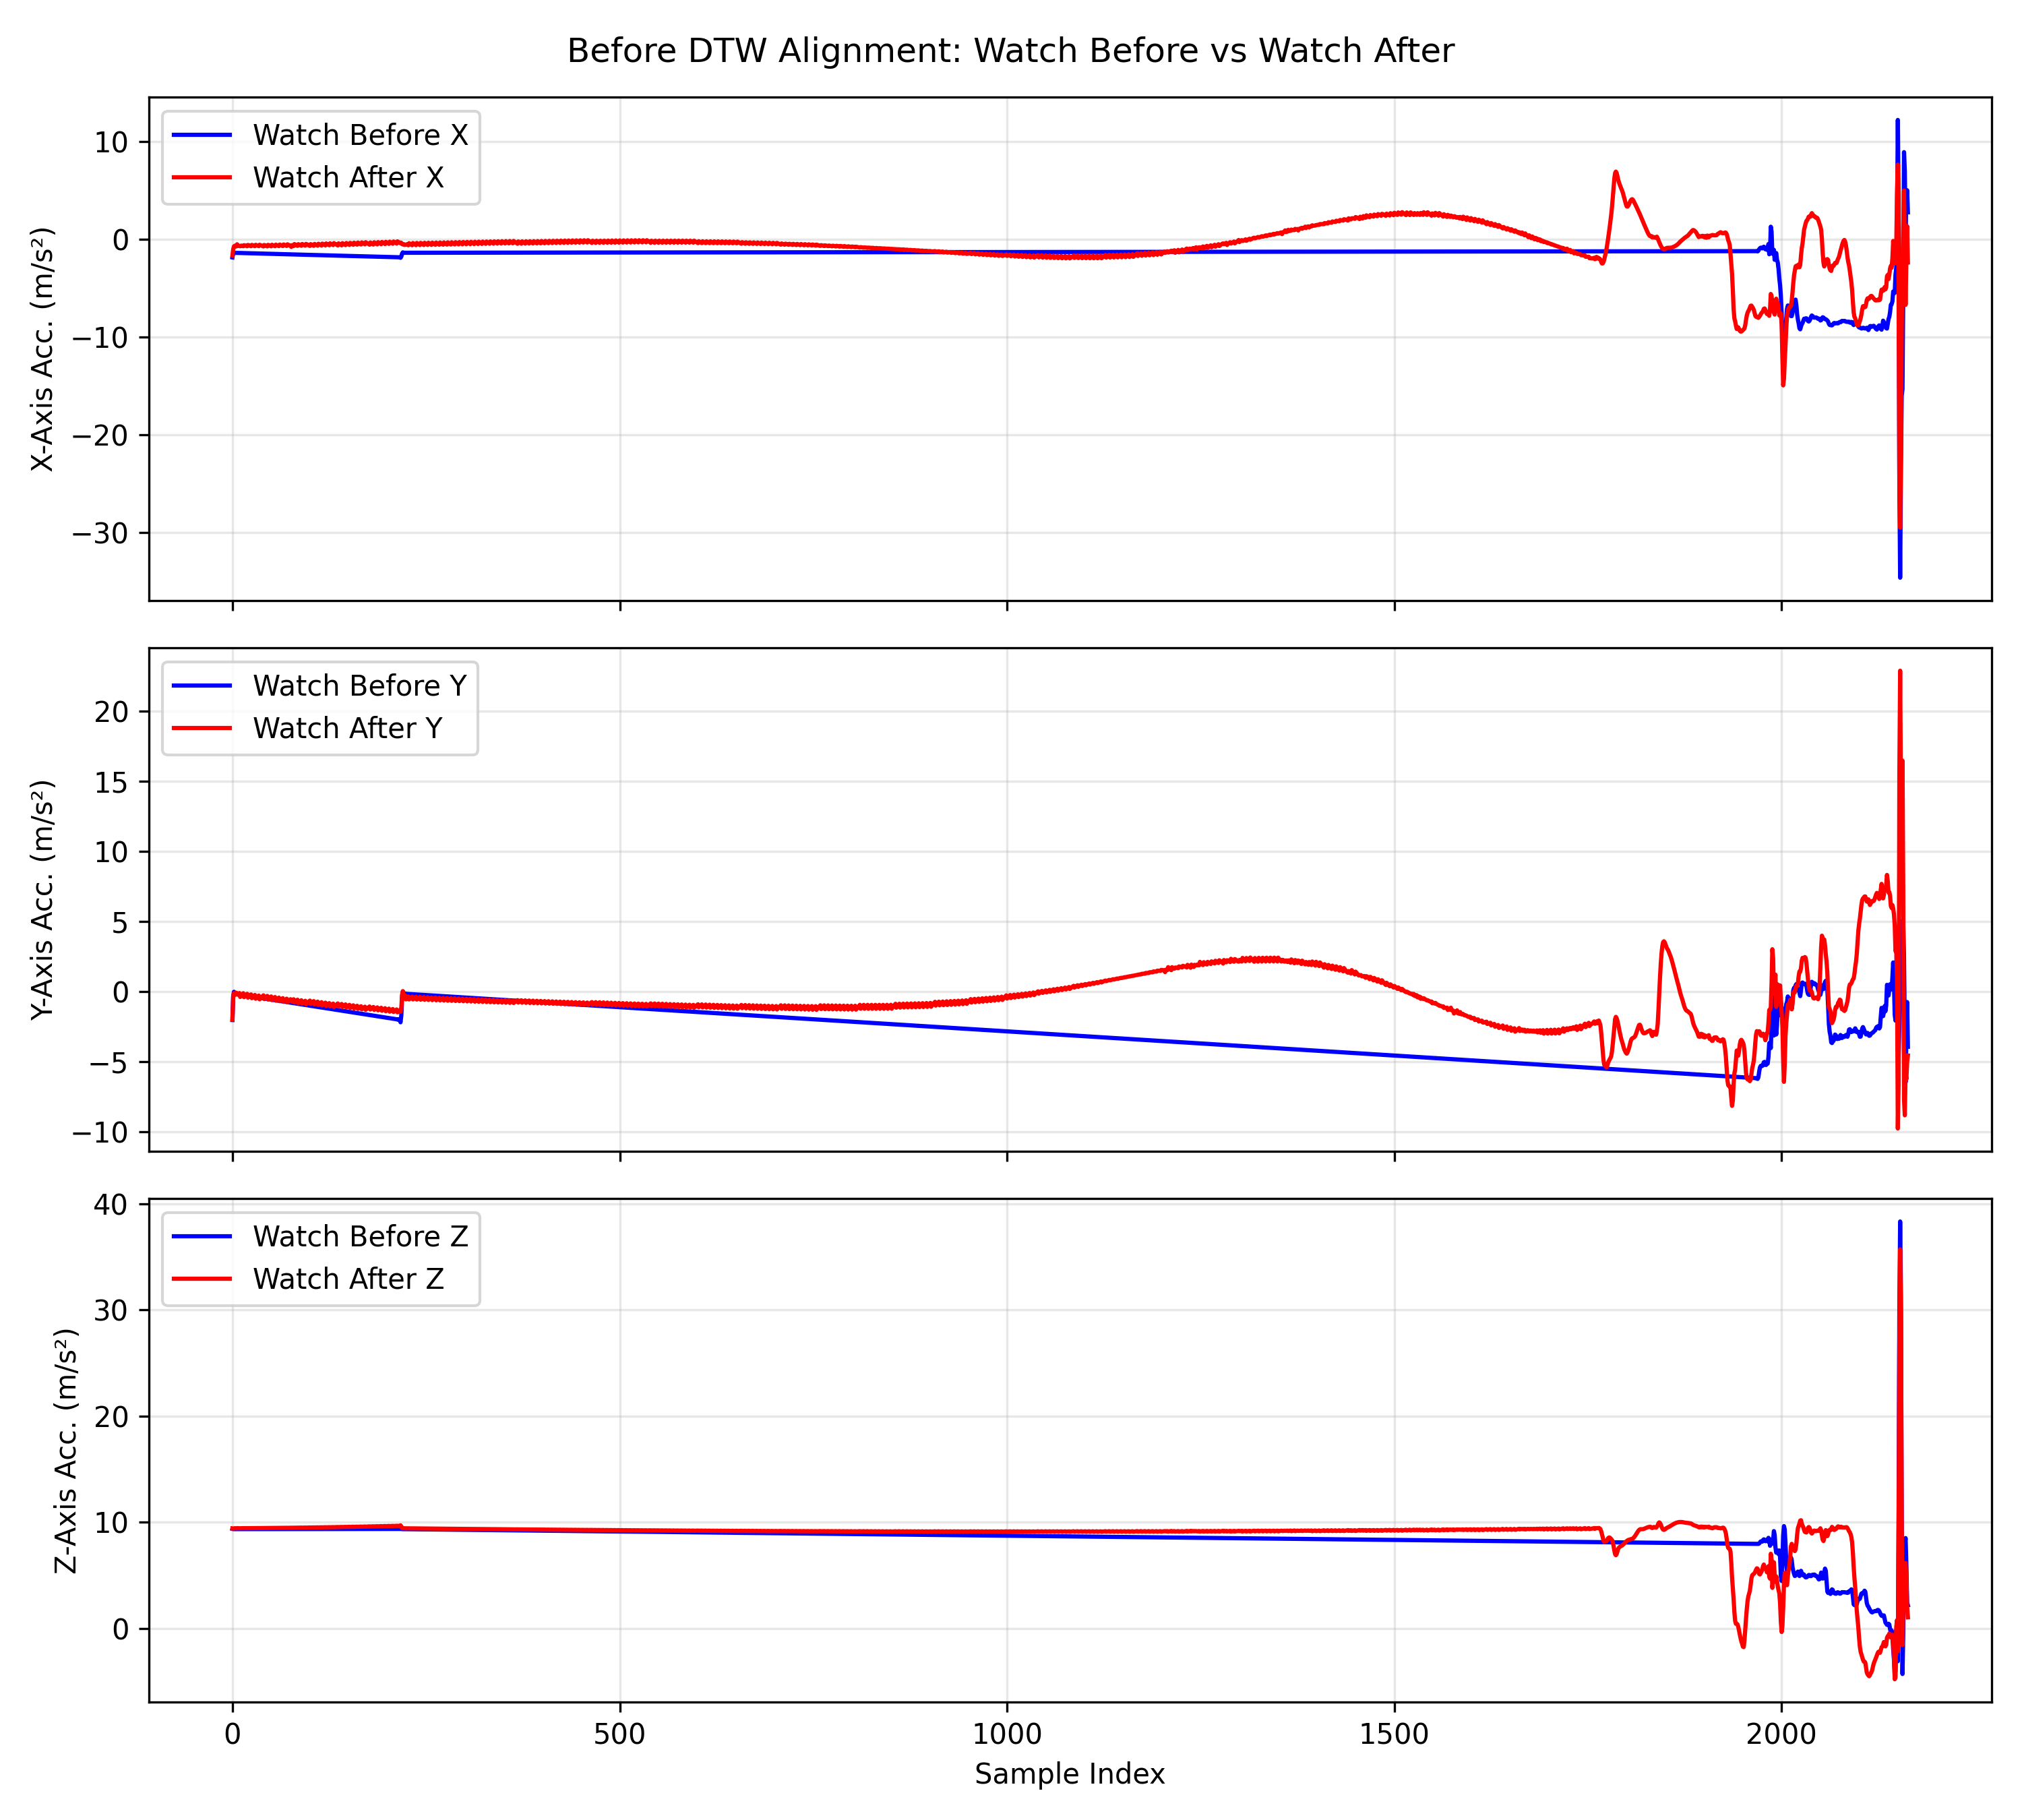 Before DTW Alignment: Watch Before vs Watch After
Watch Before X
Watch After X
10
0
−10
−20
−30
X-Axis Acc. (m/s²)
Watch Before Y
Watch After Y
20
15
10
5
0
−5
−10
Y-Axis Acc. (m/s²)
Watch Before Z
Watch After Z
40
30
20
10
0
Z-Axis Acc. (m/s²)
0 500 1000 1500 2000
Sample Index